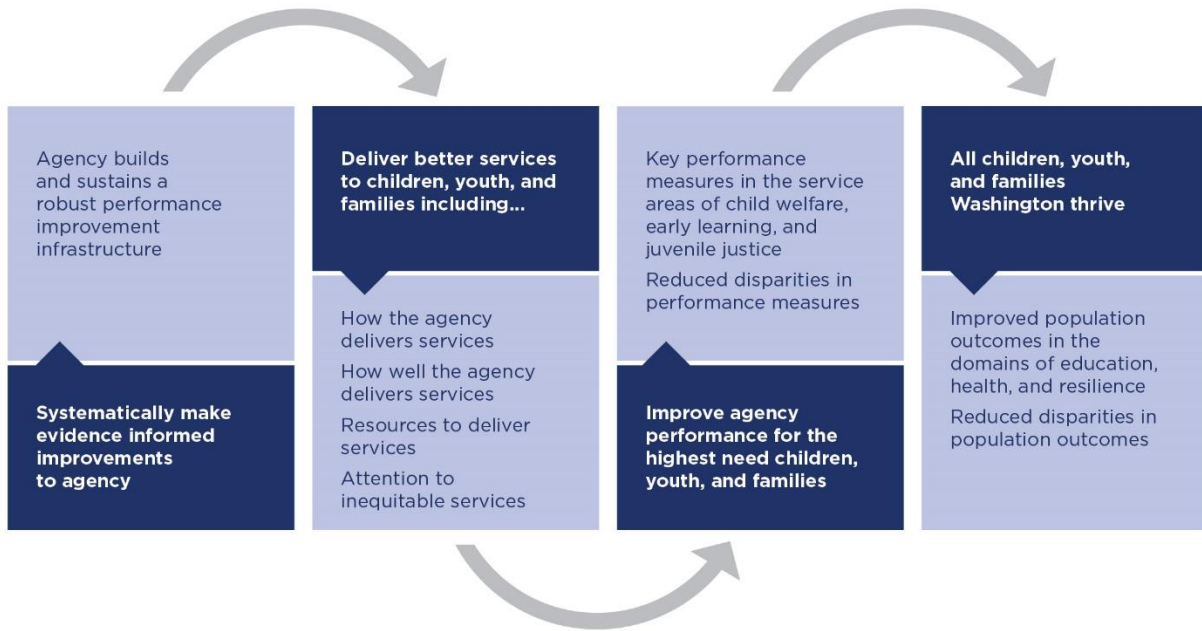 Agency builds
and sustains a
robust performance
improvement
infrastructure
Systematically make
evidence informed
improvements
to agency
Deliver better services
to children, youth, and
families including...
How the agency
delivers services
How well the agency
delivers services
Resources to deliver
services
Attention to
inequitable services
Key performance
measures in the service
areas of child welfare,
early learning, and
juvenile justice
Reduced disparities in
performance measures
Improve agency
performance for the
highest need children,
youth, and families
All children, youth,
and families
Washington thrive
Improved population
outcomes in the
domains of education,
health, and resilience
Reduced disparities in
population outcomes